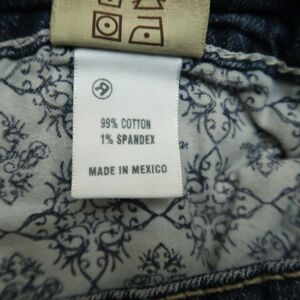 99% COTTON
1% SPANDEX
MADE IN MEXICO